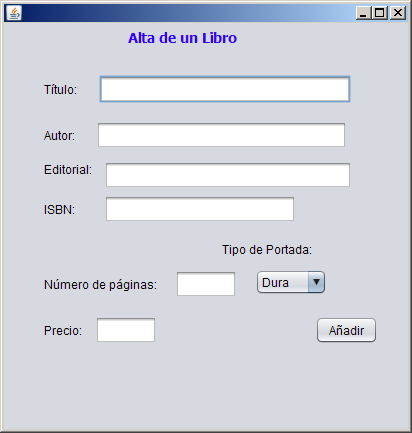 Alta de un Libro
Título:
Autor:
Editorial:
ISBN:
Tipo de Portada:
Número de páginas:
Dura
Precio:
Añadir